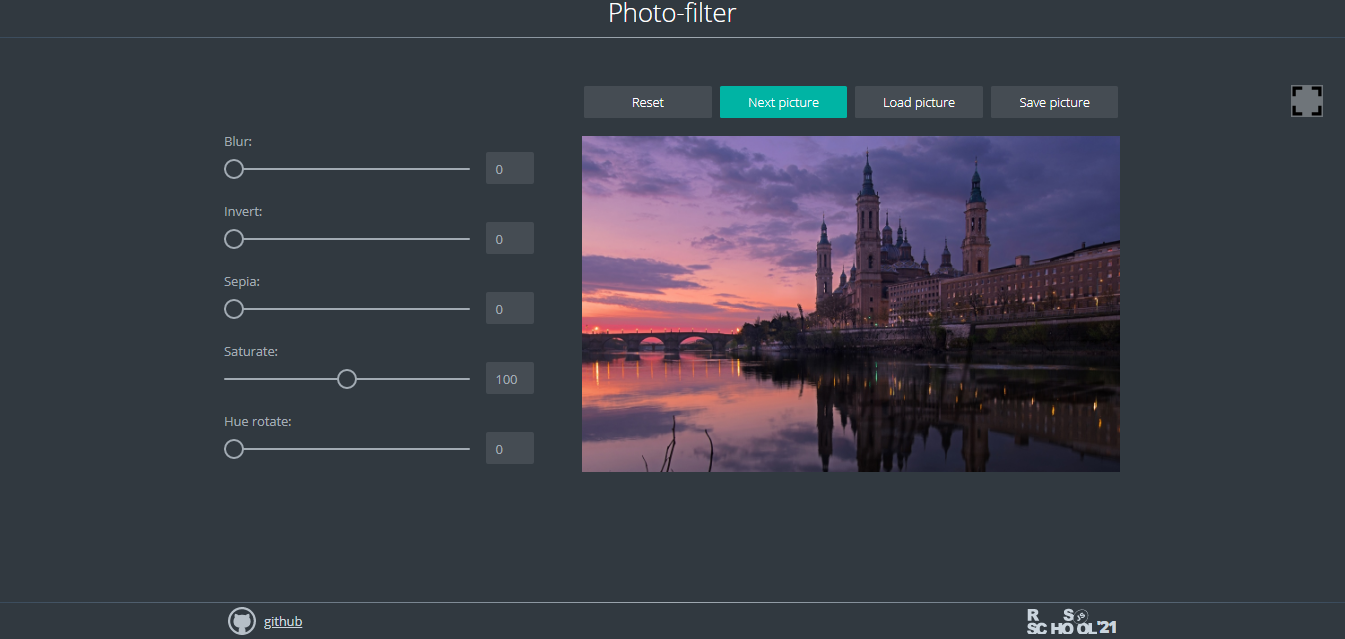 Photo-filter
Reset Next picture Load picture Save picture
Blur:
0
Invert:
0
Sepia:
0
Saturate:
100
Hue rotate:
0
github
R S
SCHOOL'21